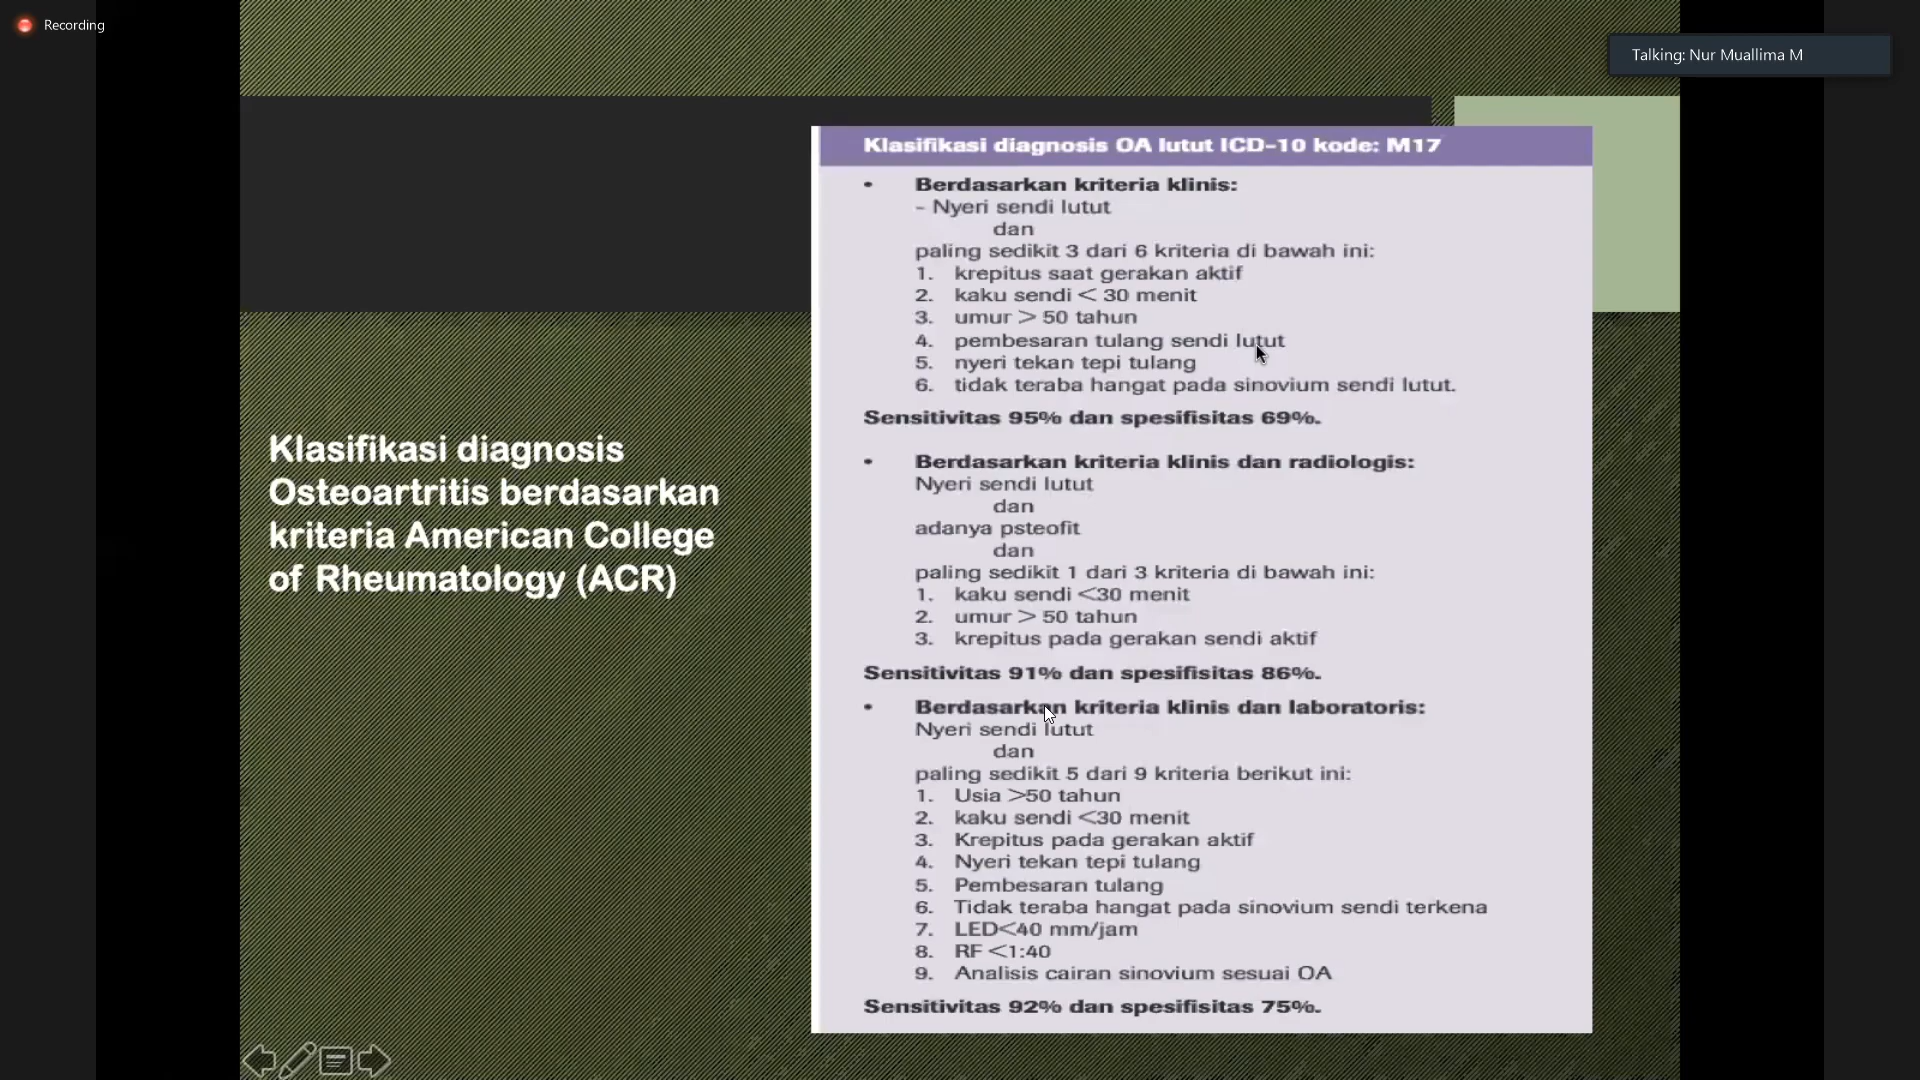 Recording
Talking: Nur Muallima M
Klasifikasi diagnosis
Osteoartritis berdasarkan
kriteria American College
of Rheumatology (ACR)
Klasifikasi diagnosis OA lutut ICD-10 kode: M17
• Berdasarkan kriteria klinis:
- Nyeri sendi lutut
dan
paling sedikit 3 dari 6 kriteria di bawah ini:
1. krepitus saat gerakan aktif
2. kaku sendi < 30 menit
3. umur > 50 tahun
4. pembesaran tulang sendi lutut
5. nyeri tekan tepi tulang
6. tidak teraba hangat pada sinovium sendi lutut.
Sensitivitas 95% dan spesifisitas 69%.
• Berdasarkan kriteria klinis dan radiologis:
Nyeri sendi lutut
dan
adanya psteofit
dan
paling sedikit 1 dari 3 kriteria di bawah ini:
1. kaku sendi <30 menit
2. umur > 50 tahun
3. krepitus pada gerakan sendi aktif
Sensitivitas 91% dan spesifisitas 86%.
• Berdasarkan kriteria klinis dan laboratoris:
Nyeri sendi lutut
dan
paling sedikit 5 dari 9 kriteria berikut ini:
1. Usia >50 tahun
2. kaku sendi <30 menit
3. Krepitus pada gerakan aktif
4. Nyeri tekan tepi tulang
5. Pembesaran tulang
6. Tidak teraba hangat pada sinovium sendi terkena
7. LED<40 mm/jam
8. RF <1:40
9. Analisis cairan sinovium sesuai OA
Sensitivitas 92% dan spesifisitas 75%.